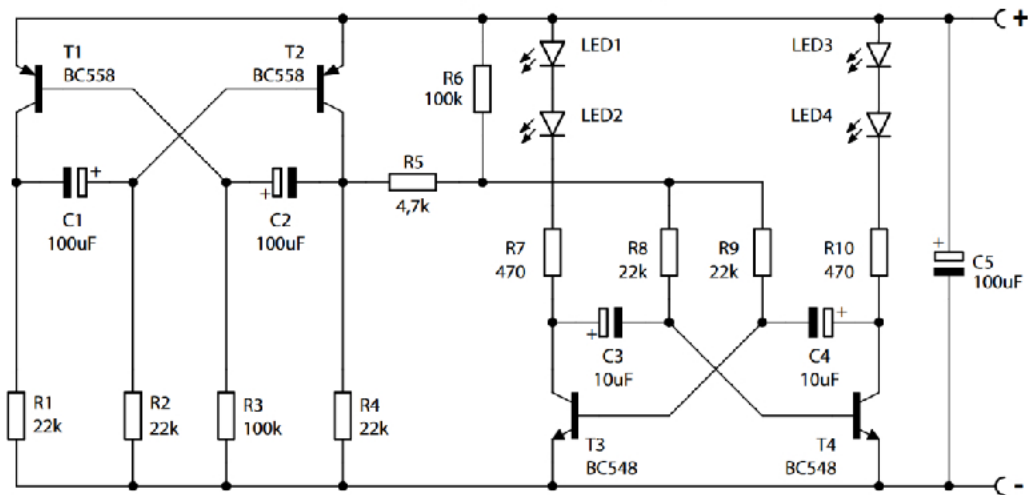 +
T1
BC558
T2
BC558
R6
100k
LED1
LED2
LED3
LED4
+
C1
100uF
+
C2
100uF
R5
4,7k
R7
470
R8
22k
R9
22k
R10
470
+
C5
100uF
+
C3
10uF
+
C4
10uF
R1
22k
R2
22k
R3
100k
R4
22k
T3
BC548
T4
BC548
-